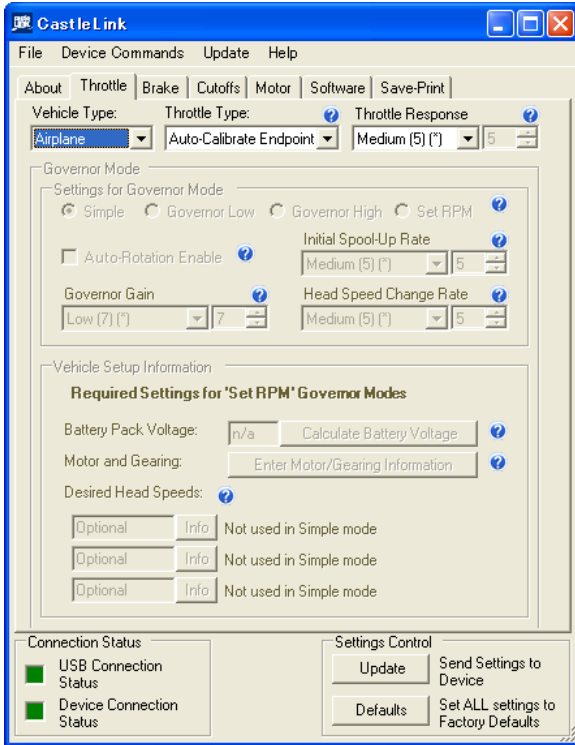 CastleLink
File Device Commands Update Help
About Throttle Brake Cutoffs Motor Software Save-Print
Vehicle Type: Throttle Type: ? Throttle Response ?
Airplane Auto-Calibrate Endpoint Medium (5) (*) 5
Governor Mode
Settings for Governor Mode
Simple Governor Low Governor High Set RPM ?
Initial Spool-Up Rate ?
Auto-Rotation Enable ? Medium (5) (*) 5
Governor Gain ? Head Speed Change Rate ?
Low (7) (*) 7 Medium (5) (*) 5
Vehicle Setup Information
Required Settings for 'Set RPM' Governor Modes
Battery Pack Voltage: n/a Calculate Battery Voltage ?
Motor and Gearing: Enter Motor/Gearing Information ?
Desired Head Speeds: ?
Optional Info Not used in Simple mode
Optional Info Not used in Simple mode
Optional Info Not used in Simple mode
Connection Status
USB Connection
Status
Device Connection
Status
Settings Control
Update Send Settings to
Device
Defaults Set ALL settings to
Factory Defaults